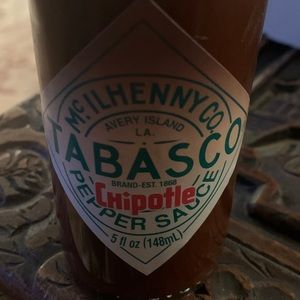 McILHENNY CO.
AVERY ISLAND
LA.
TABASCO
BRAND-EST. 1868
Chipotle
PEPPER SAUCE
5 fl oz (148mL)